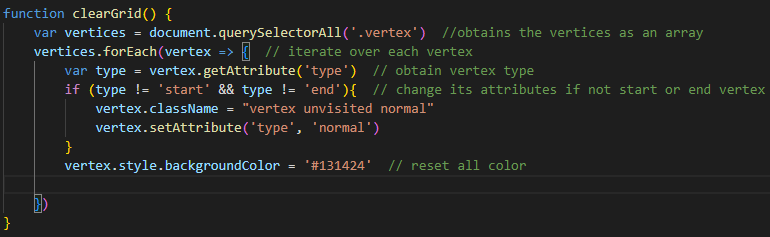 function clearGrid() {
    var vertices = document.querySelectorAll('.vertex')  //obtains the vertices as an array
    vertices.forEach(vertex => {  // iterate over each vertex
        var type = vertex.getAttribute('type')  // obtain vertex type
        if (type != 'start' && type != 'end'){  // change its attributes if not start or end vertex
            vertex.className = "vertex unvisited normal"
            vertex.setAttribute('type', 'normal')
        }
        vertex.style.backgroundColor = '#131424'  // reset all color
    })
}